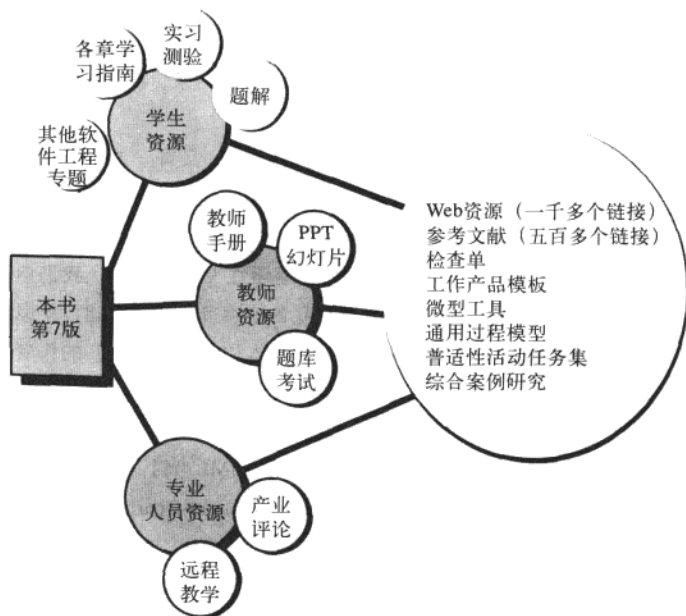 实习
测验
各章学
习指南
题解
学生
资源
其他软
件工程
专题
教师
手册
PPT
幻灯片
教师
资源
题库
考试
本书
第7版
Web资源（一千多个链接）
参考文献（五百多个链接）
检查单
工作产品模板
微型工具
通用过程模型
普适性活动任务集
综合案例研究
专业
人员资源
产业
评论
远程
教学